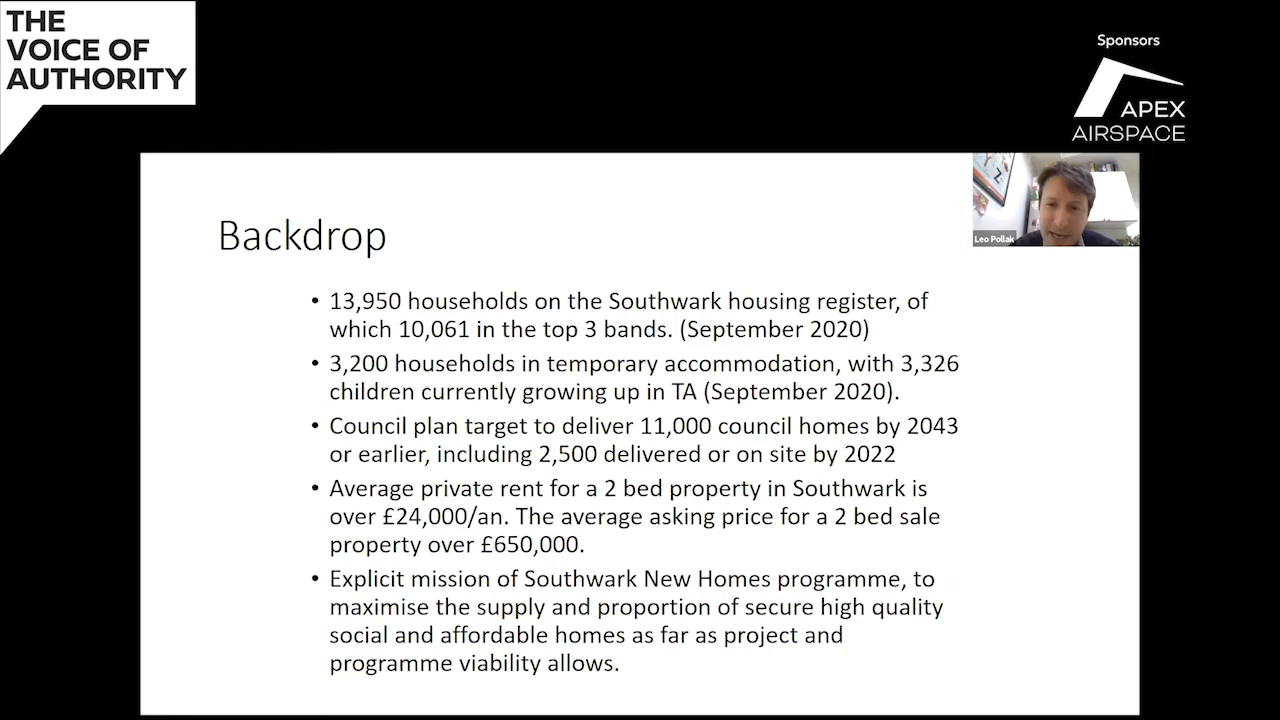 THE
VOICE OF
AUTHORITY
Sponsors
APEX
AIRSPACE
Leo Pollak
Backdrop
• 13,950 households on the Southwark housing register, of
which 10,061 in the top 3 bands. (September 2020)
• 3,200 households in temporary accommodation, with 3,326
children currently growing up in TA (September 2020).
• Council plan target to deliver 11,000 council homes by 2043
or earlier, including 2,500 delivered or on site by 2022
• Average private rent for a 2 bed property in Southwark is
over £24,000/an. The average asking price for a 2 bed sale
property over £650,000.
• Explicit mission of Southwark New Homes programme, to
maximise the supply and proportion of secure high quality
social and affordable homes as far as project and
programme viability allows.